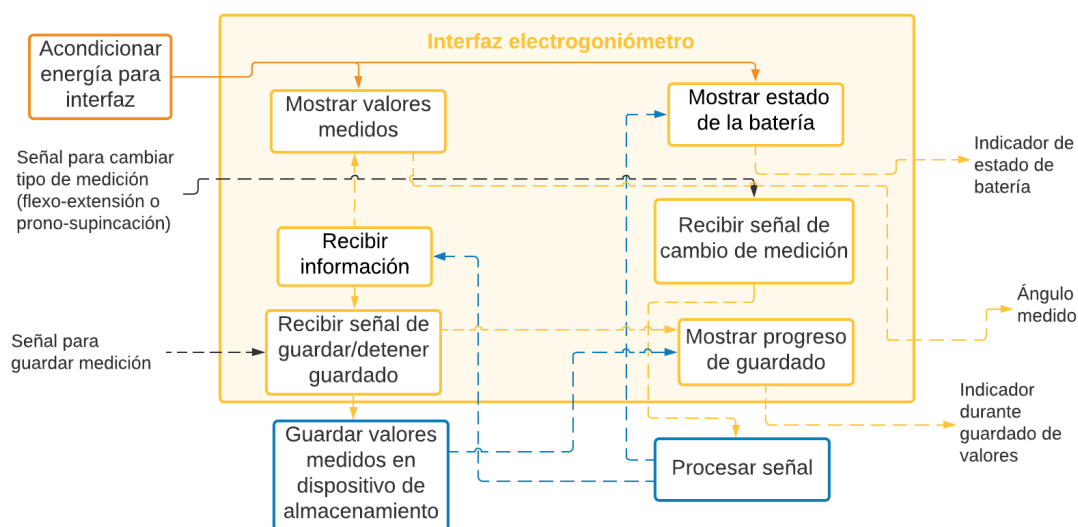 Interfaz electrogoniómetro
Acondicionar
energía para
interfaz
Mostrar valores
medidos
Mostrar estado
de la batería
Señal para cambiar
tipo de medición
(flexo-extensión o
prono-supincación)
Indicador de
estado de
batería
Recibir señal de
cambio de medición
Recibir
información
Ángulo
medido
Señal para
guardar medición
Recibir señal de
guardar/detener
guardado
Mostrar progreso
de guardado
Indicador
durante
guardado de
valores
Guardar valores
medidos en
dispositivo de
almacenamiento
Procesar señal